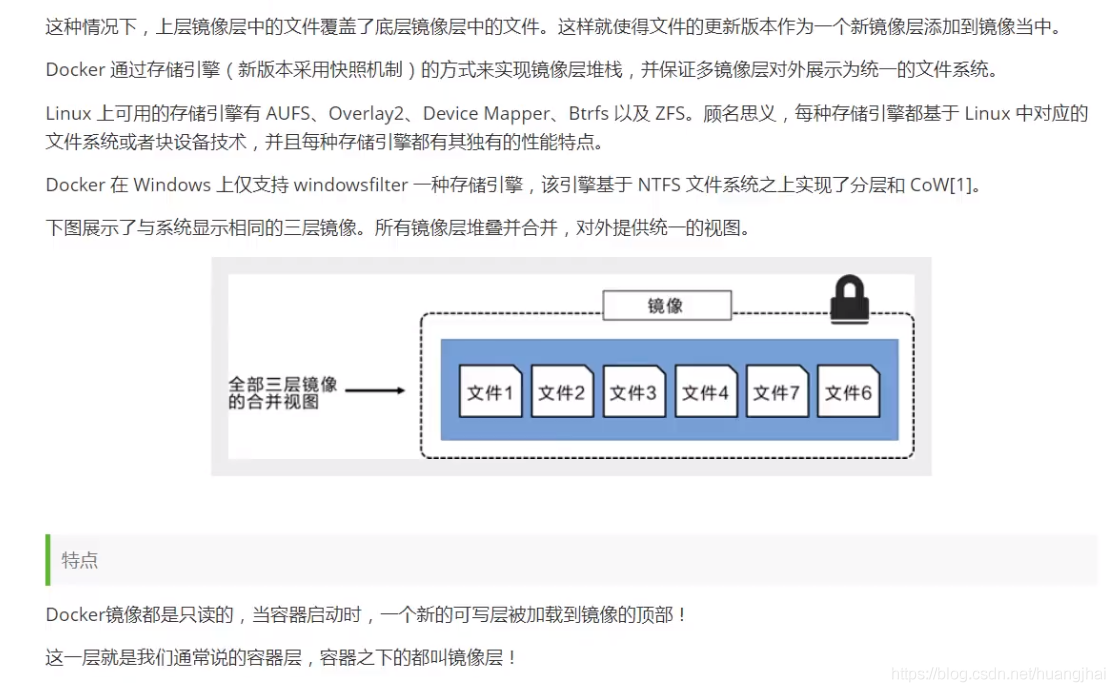 这种情况下，上层镜像层中的文件覆盖了底层镜像层中的文件。这样就使得文件的更新版本作为一个新镜像层添加到镜像当中。
Docker 通过存储引擎（新版本采用快照机制）的方式来实现镜像层堆栈，并保证多镜像层对外展示为统一的文件系统。
Linux 上可用的存储引擎有 AUFS、Overlay2、Device Mapper、Btrfs 以及 ZFS。顾名思义，每种存储引擎都基于 Linux 中对应的
文件系统或者块设备技术，并且每种存储引擎都有其独有的性能特点。
Docker 在 Windows 上仅支持 windowsfilter 一种存储引擎，该引擎基于 NTFS 文件系统之上实现了分层和 CoW[1]。
下图展示了与系统显示相同的三层镜像。所有镜像层堆叠并合并，对外提供统一的视图。
镜像
全部三层镜像
的合并视图
文件1 文件2 文件3 文件4 文件7 文件6
特点
Docker镜像都是只读的，当容器启动时，一个新的可写层被加载到镜像的顶部！
这一层就是我们通常说的容器层，容器之下的都叫镜像层！
https://blog.csdn.net/huangjhai